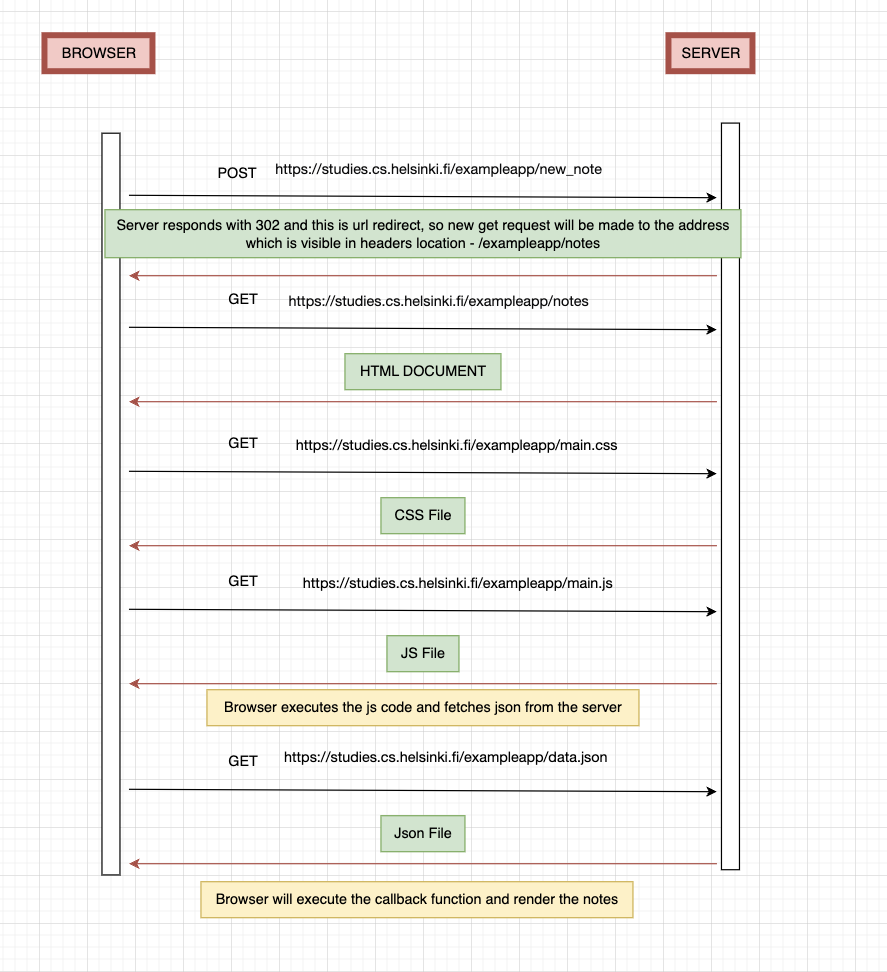 BROWSER
SERVER
POST https://studies.cs.helsinki.fi/exampleapp/new_note
Server responds with 302 and this is url redirect, so new get request will be made to the address
which is visible in headers location - /exampleapp/notes
GET https://studies.cs.helsinki.fi/exampleapp/notes
HTML DOCUMENT
GET https://studies.cs.helsinki.fi/exampleapp/main.css
CSS File
GET https://studies.cs.helsinki.fi/exampleapp/main.js
JS File
Browser executes the js code and fetches json from the server
GET https://studies.cs.helsinki.fi/exampleapp/data.json
Json File
Browser will execute the callback function and render the notes